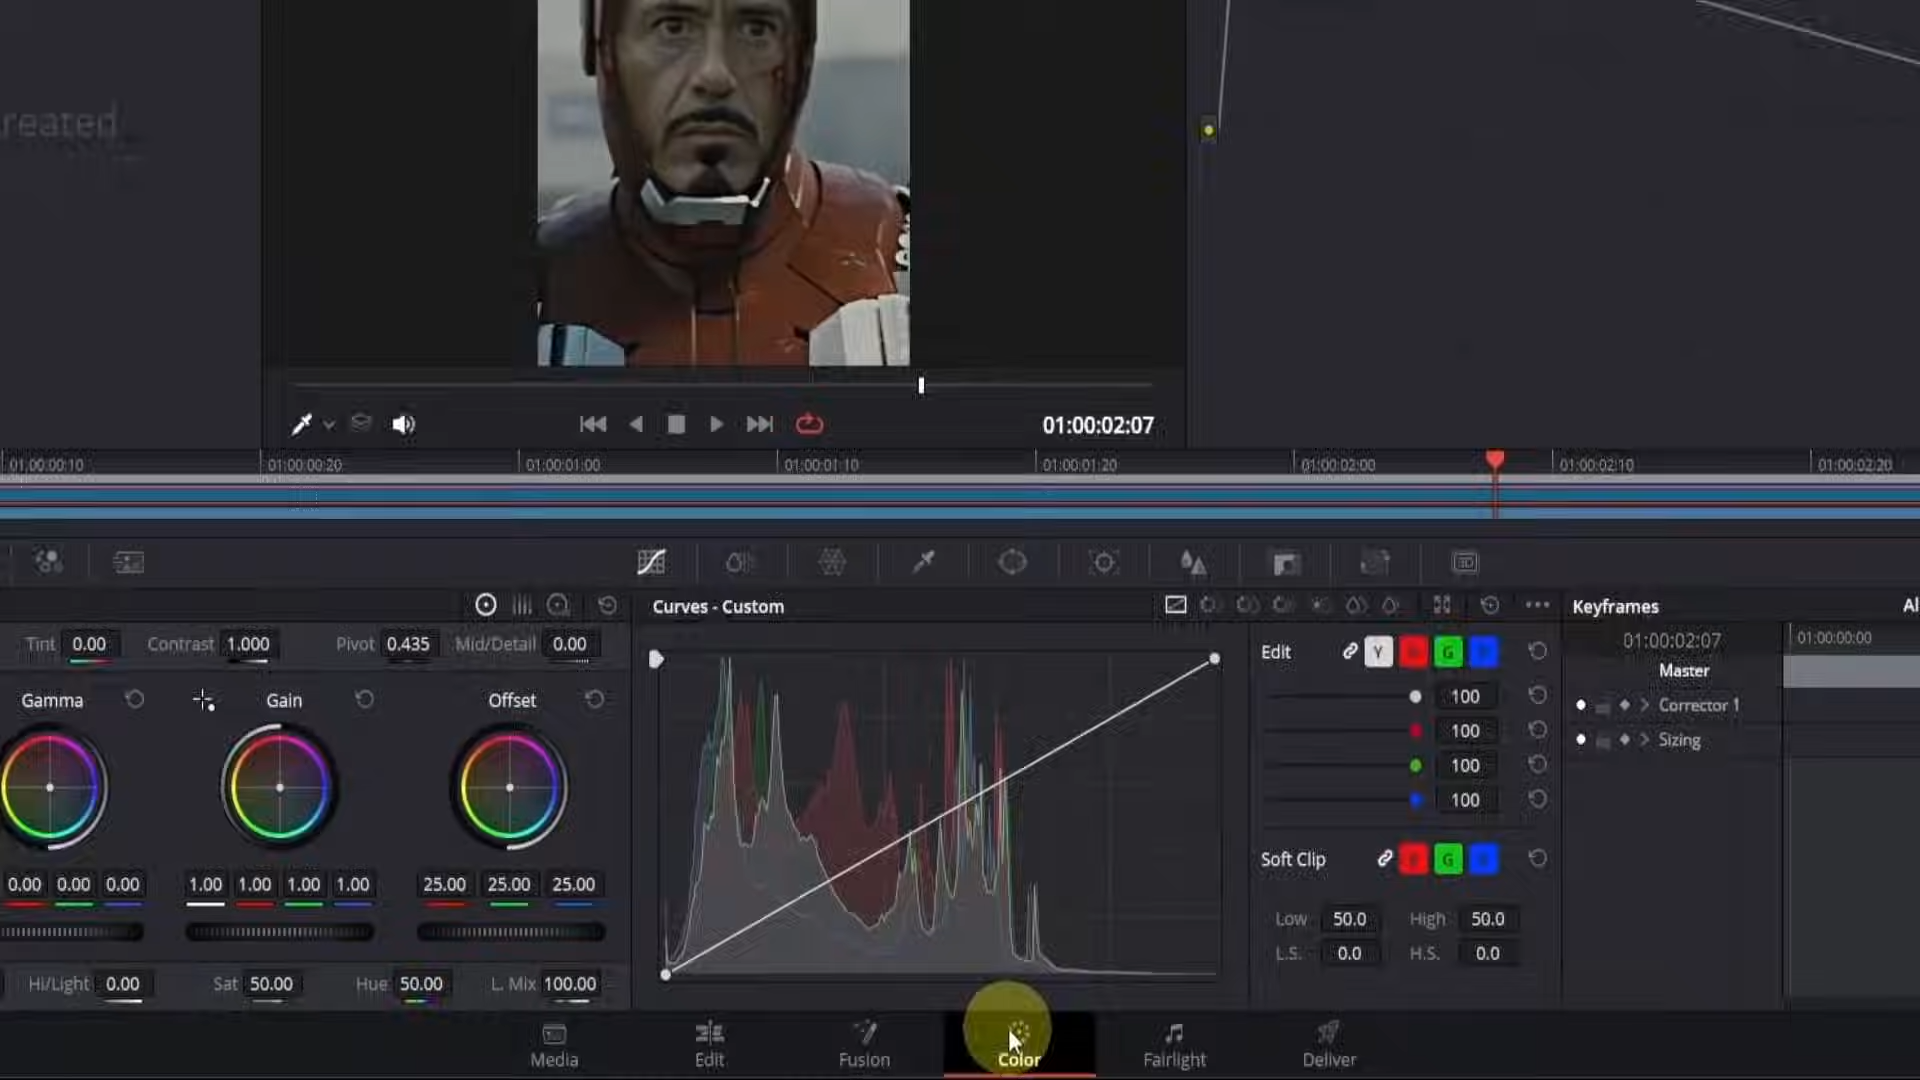 reated
01:00:02:07
01:00:00:10 01:00:00:20 01:00:01:00 01:00:01:10 01:00:01:20 01:00:02:00 01:00:02:10 01:00:02:20
Curves - Custom
Keyframes
Al
Tint 0.00 Contrast 1.000 Pivot 0.435 Mid/Detail 0.00
Edit Y G
01:00:02:07 01:00:00:00
Master
Gamma Gain Offset
100
Corrector 1
100
Sizing
100
100
Soft Clip G
0.00 0.00 0.00 1.00 1.00 1.00 1.00 25.00 25.00 25.00
Low 50.0 High 50.0
L.S. 0.0 H.S. 0.0
Hi/Light 0.00 Sat 50.00 Hue 50.00 L. Mix 100.00
Media Edit Fusion Color Fairlight Deliver